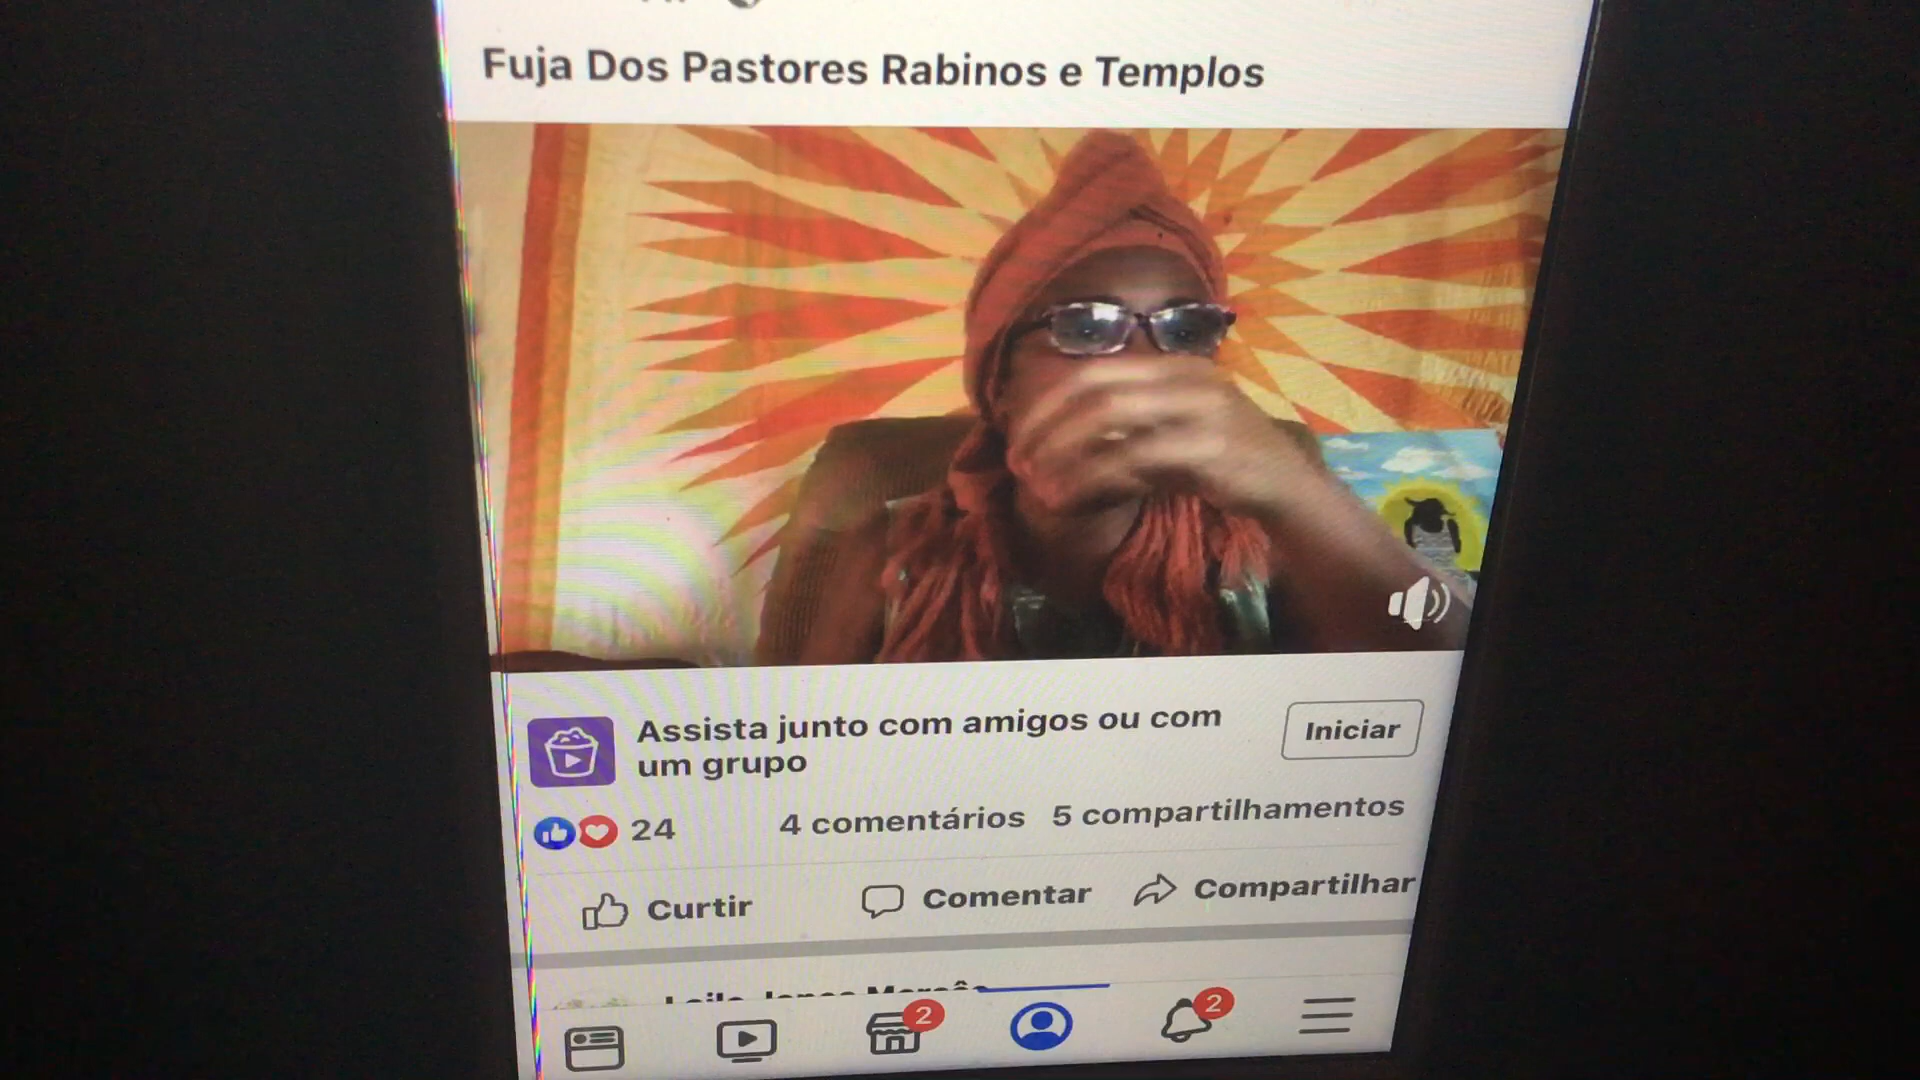 Fuja Dos Pastores Rabinos e Templos
Assista junto com amigos ou com
um grupo
Iniciar
24
4 comentários
5 compartilhamentos
Curtir
Comentar
Compartilhar
2
2